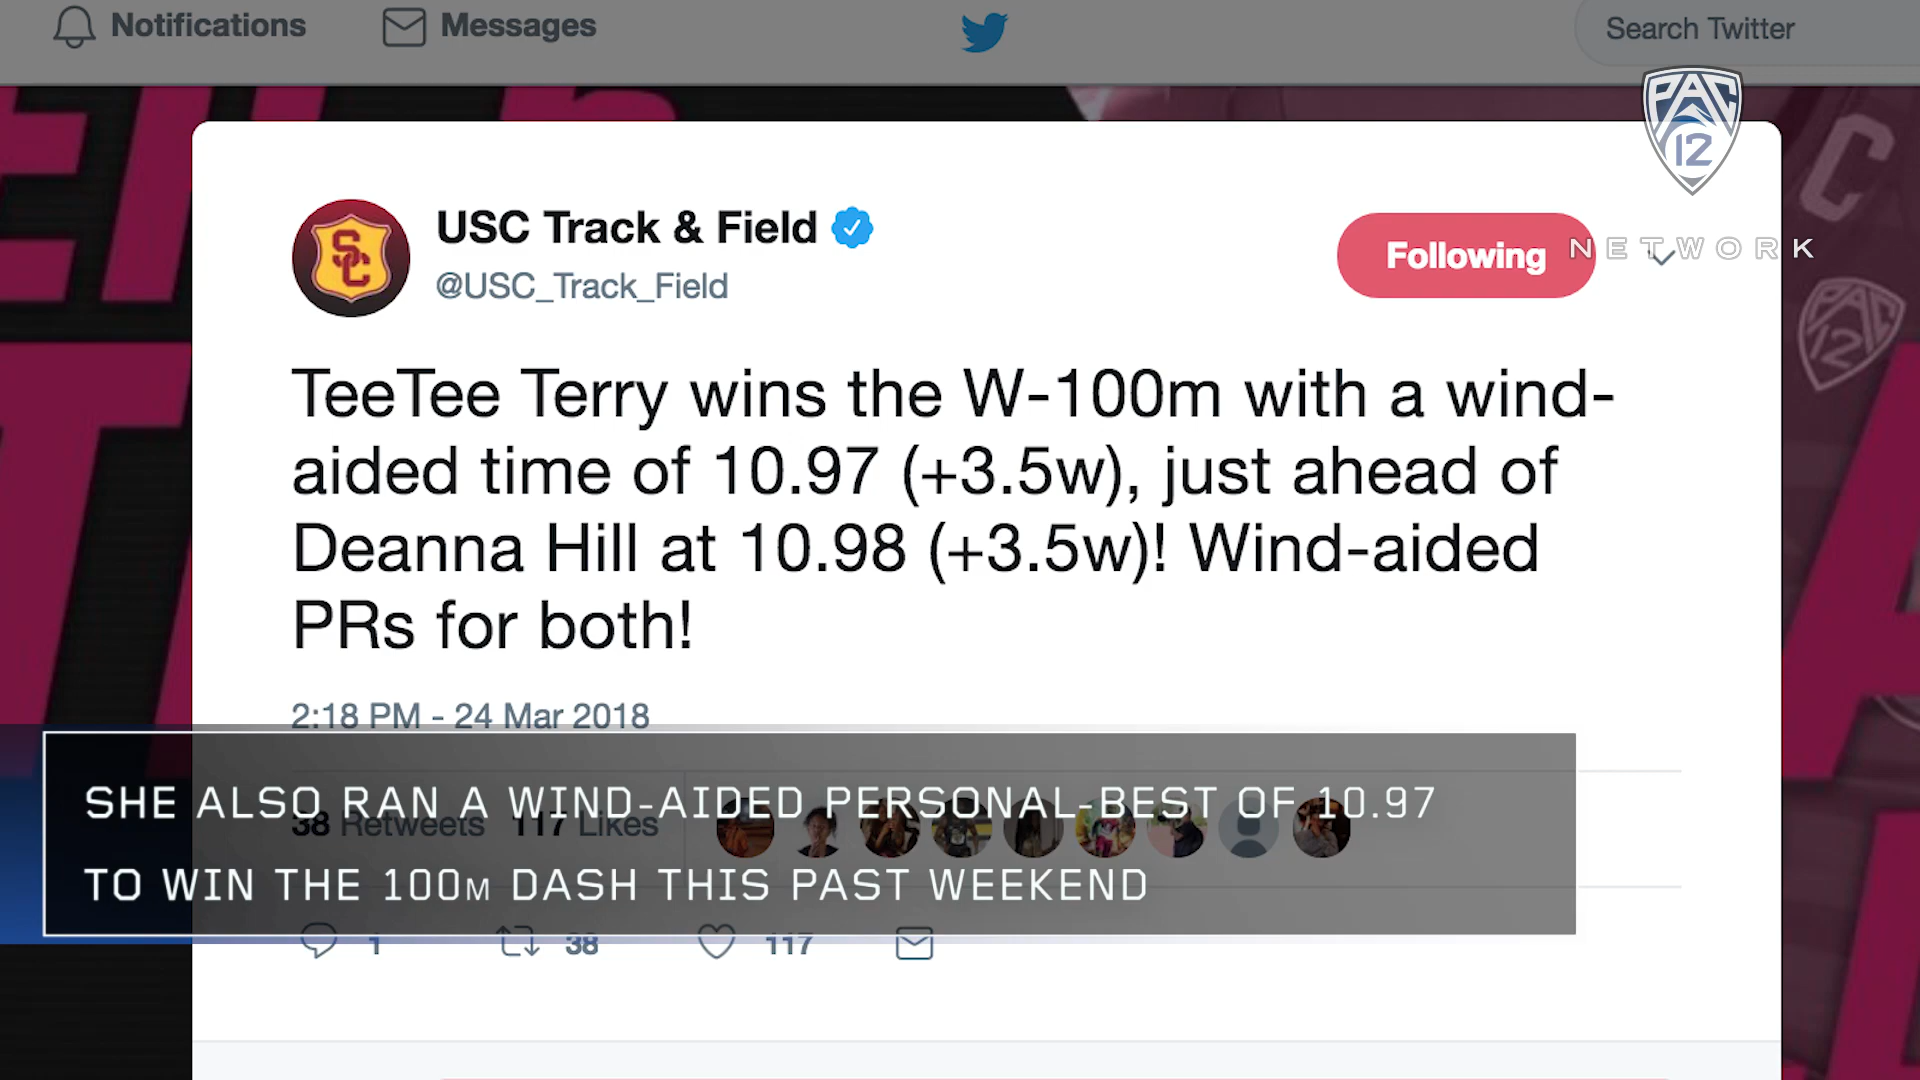 Notifications
Messages
Search Twitter
PAC
12
NETWORK
C
PAC
12
SC
USC Track & Field
@USC_Track_Field
Following
TeeTee Terry wins the W-100m with a wind-
aided time of 10.97 (+3.5w), just ahead of
Deanna Hill at 10.98 (+3.5w)! Wind-aided
PRs for both!
2:18 PM - 24 Mar 2018
SHE ALSO RAN A WIND-AIDED PERSONAL-BEST OF 10.97
38 Retweets 117 Likes
TO WIN THE 100M DASH THIS PAST WEEKEND
1 38 117